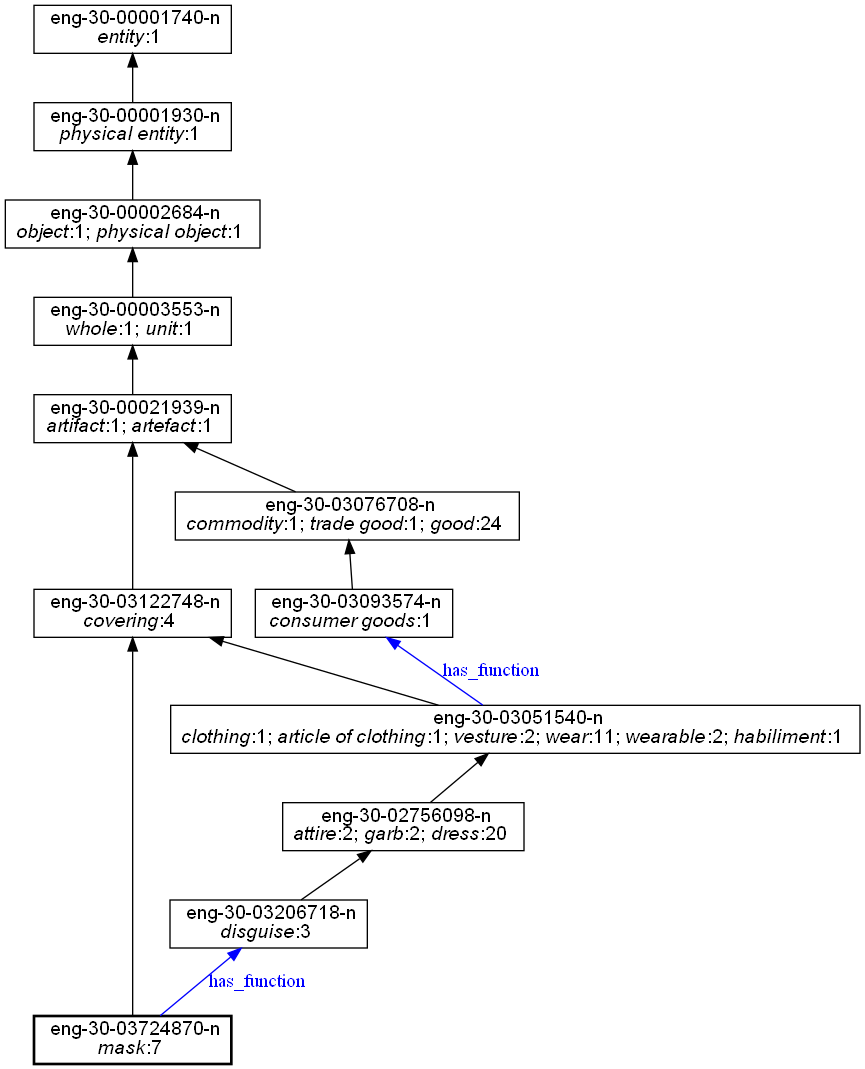 eng-30-00001740-n
entity:1
eng-30-00001930-n
physical entity:1
eng-30-00002684-n
object:1; physical object:1
eng-30-00003553-n
whole:1; unit:1
eng-30-00021939-n
artifact:1; artefact:1
eng-30-03076708-n
commodity:1; trade good:1; good:24
eng-30-03122748-n
covering:4
eng-30-03093574-n
consumer goods:1
has_function
eng-30-03051540-n
clothing:1; article of clothing:1; vesture:2; wear:11; wearable:2; habiliment:1
eng-30-02756098-n
attire:2; garb:2; dress:20
eng-30-03206718-n
disguise:3
has_function
eng-30-03724870-n
mask:7